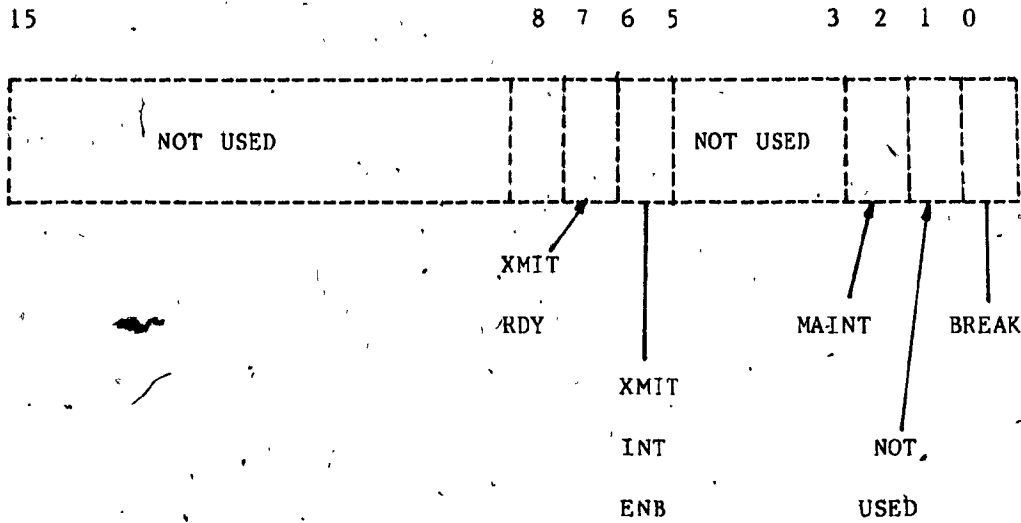 15 8 7 6 5 3 2 1 0
NOT USED NOT USED
XMIT
RDY MAINT BREAK
XMIT
INT NOT
ENB USED